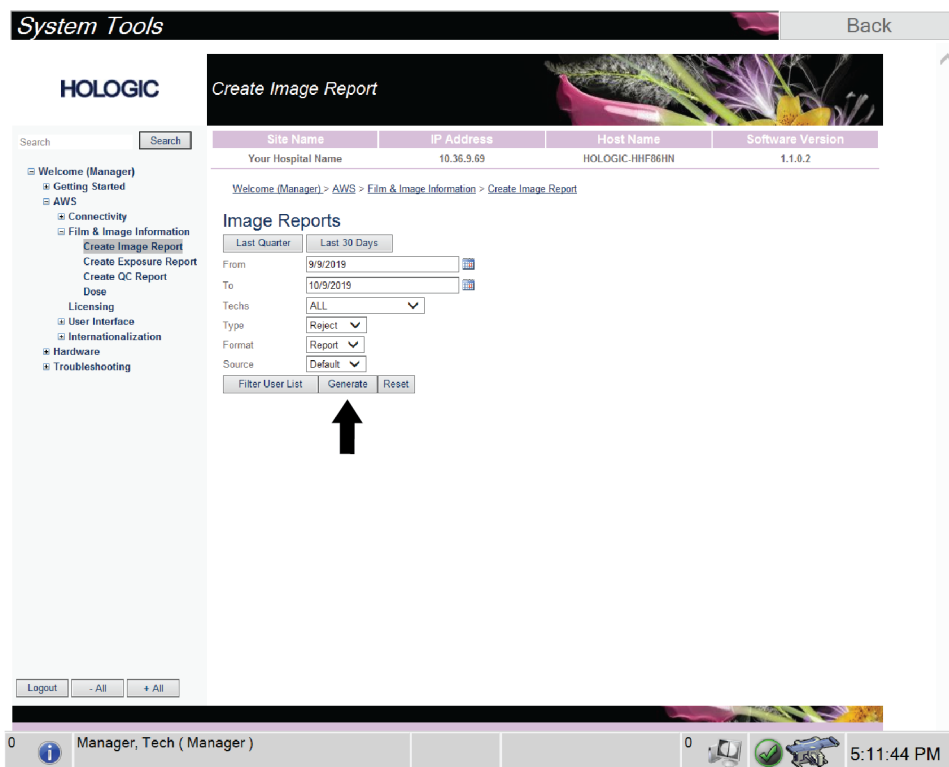 System Tools
Back
HOLOGIC
Create Image Report
Search
Search
Site Name IP Address Host Name Software Version
Your Hospital Name 10.36.9.69 HOLOGIC-HHF86HN 1.1.0.2
Welcome (Manager)
Getting Started
AWS
Connectivity
Film & Image Information
Create Image Report
Create Exposure Report
Create QC Report
Dose
Licensing
User Interface
Internationalization
Hardware
Troubleshooting
Welcome (Manager) > AWS > Film & Image Information > Create Image Report
Image Reports
Last Quarter Last 30 Days
From 9/9/2019
To 10/9/2019
Techs ALL
Type Reject
Format Report
Source Default
Filter User List Generate Reset
Logout - All + All
0 Manager, Tech ( Manager ) 0 5:11:44 PM